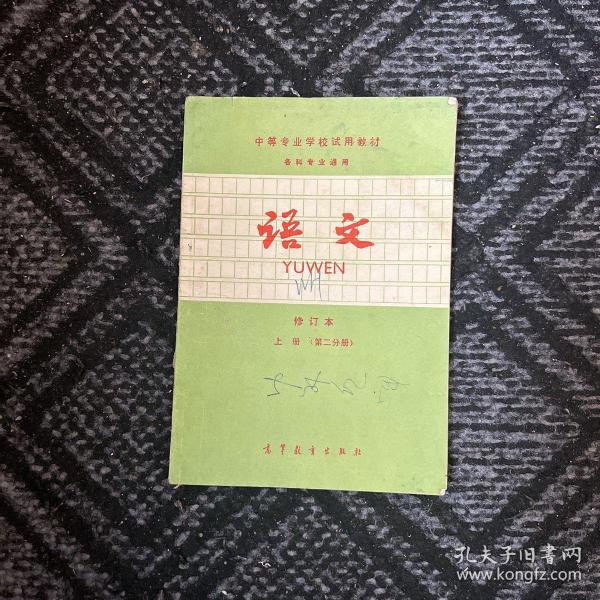 中等专业学校试用教材
各科专业通用
语文
YUWEN
WH
修订本
上册 (第二分册)
高等教育出版社
孔夫子旧书网
www.kongfz.com